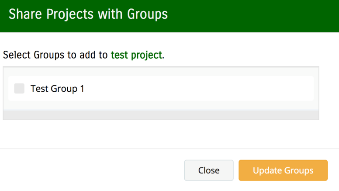 Share Projects with Groups
Select Groups to add to test project.
Test Group 1
Close
Update Groups